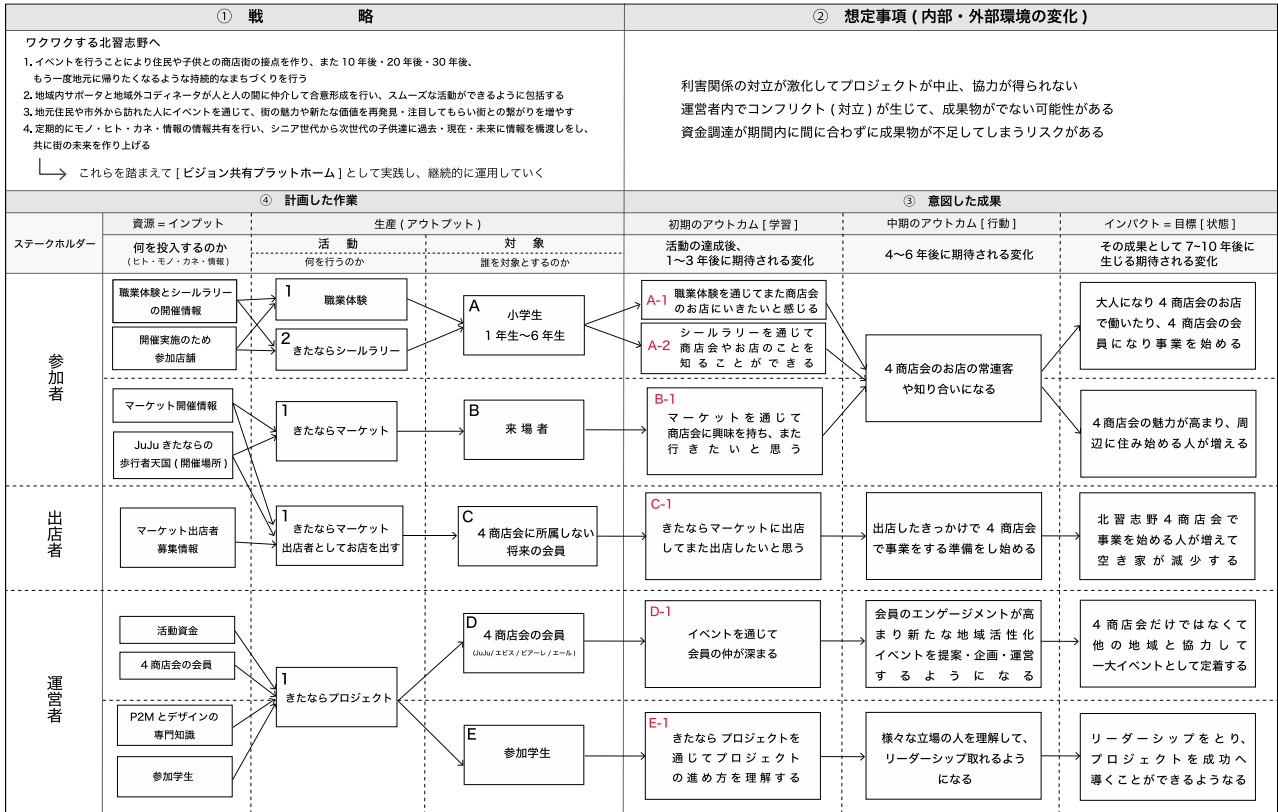 ① 戦　　略
② 想定事項 ( 内部・外部環境の変化 )
ワクワクする北習志野へ
1. イベントを行うことにより住民や子供との商店街の接点を作り、また 10 年後・20 年後・30 年後、
もう一度地元に帰りたくなるような持続的なまちづくりを行う
2. 地域内サポータと地域外コディネータが人と人の間に仲介して合意形成を行い、スムーズな活動ができるように包括する
3. 地元住民や市外から訪れた人にイベントを通じて、街の魅力や新たな価値を再発見・注目してもらい街との繋がりを増やす
4. 定期的にモノ・ヒト・カネ・情報の情報共有を行い、シニア世代から次世代の子供達に過去・現在・未来に情報を橋渡しをし、
共に街の未来を作り上げる
これらを踏まえて [ ビジョン共有プラットホーム ] として実践し、継続的に運用していく
利害関係の対立が激化してプロジェクトが中止、協力が得られない
運営者内でコンフリクト ( 対立 ) が生じて、成果物がでない可能性がある
資金調達が期間内に間に合わずに成果物が不足してしまうリスクがある
④ 計画した作業
③ 意図した成果
ステークホルダー
資源 = インプット
何を投入するのか
( ヒト・モノ・カネ・情報 )
生産 ( アウトプット )
活　動
何を行うのか
対　象
誰を対象とするのか
初期のアウトカム [ 学習 ]
活動の達成後、
1〜3 年後に期待される変化
中期のアウトカム [ 行動 ]
4〜6 年後に期待される変化
インパクト = 目標 [ 状態 ]
その成果として 7~10 年後に
生じる期待される変化
参加者
職業体験とシールラリー
の開催情報
開催実施のため
参加店舗
1
職業体験
2
きたならシールラリー
A
小学生
1 年生〜6 年生
A-1
職業体験を通じてまた商店会
のお店にいきたいと感じる
A-2
シールラリーを通じて
商店会やお店のことを
知ることができる
4 商店会のお店の常連客
や知り合いになる
大人になり 4 商店会のお店
で働いたり、4 商店会の会
員になり事業を始める
マーケット開催情報
JuJu きたならの
歩行者天国 ( 開催場所 )
1
きたならマーケット
B
来 場 者
B-1
マーケットを通じて
商店会に興味を持ち、また
行きたいと思う
4商店会の魅力が高まり、周
辺に住み始める人が増える
出店者
マーケット出店者
募集情報
1
きたならマーケット
出店者としてお店を出す
C
4 商店会に所属しない
将来の会員
C-1
きたならマーケットに出店
してまた出店したいと思う
出店したきっかけで 4 商店会
で事業をする準備をし始める
北習志野 4 商店会で
事業を始める人が増えて
空き家が減少する
運営者
活動資金
4 商店会の会員
P2M とデザインの
専門知識
参加学生
1
きたならプロジェクト
D
4 商店会の会員
(JuJu/ エビス / ピアーレ / エール )
D-1
イベントを通じて
会員の仲が深まる
会員のエンゲージメントが高
まり新たな地域活性化
イベントを提案・企画・運営
するようになる
4 商店会だけではなくて
他の地域と協力して
一大イベントとして定着する
E
参加学生
E-1
きたなら プロジェクトを
通じてプロジェクト
の進め方を理解する
様々な立場の人を理解して、
リーダーシップ取れるよう
になる
リーダーシップをとり、
プロジェクトを成功へ
導くことができるようなる